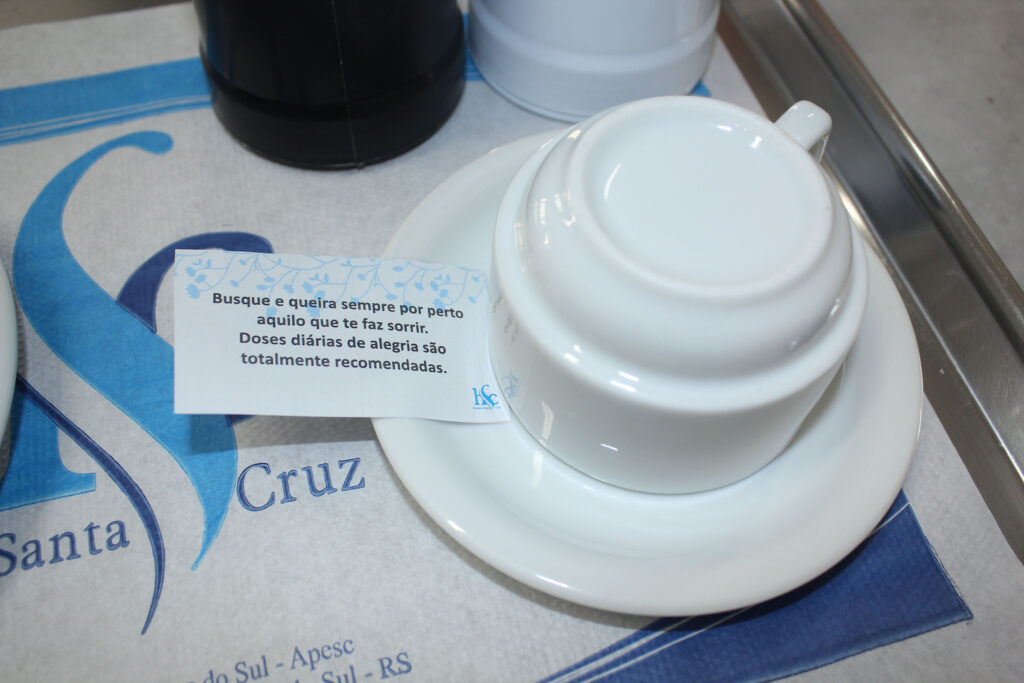 Busque e queira sempre por perto
aquilo que te faz sorrir.
Doses diárias de alegria são
totalmente recomendadas.
hsc
Santa Cruz
do Sul - Apesc
Sul - RS